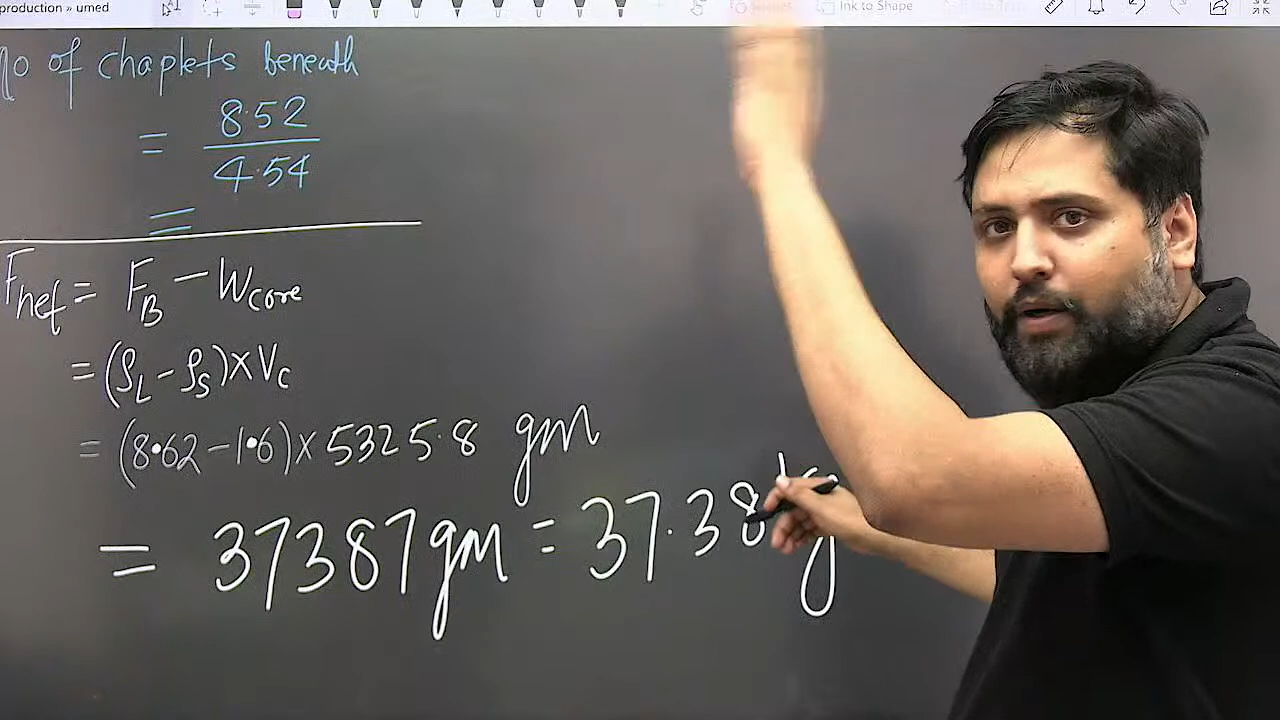 production » umed
Ink to Shape
no of chaplets beneath
= 8.52
4.54
=
Fnet = FB - Wcore
= (ρL - ρS) × VC
= (8.62 - 1.6) × 5325.8 gm
= 37387 gm = 37.38 kg